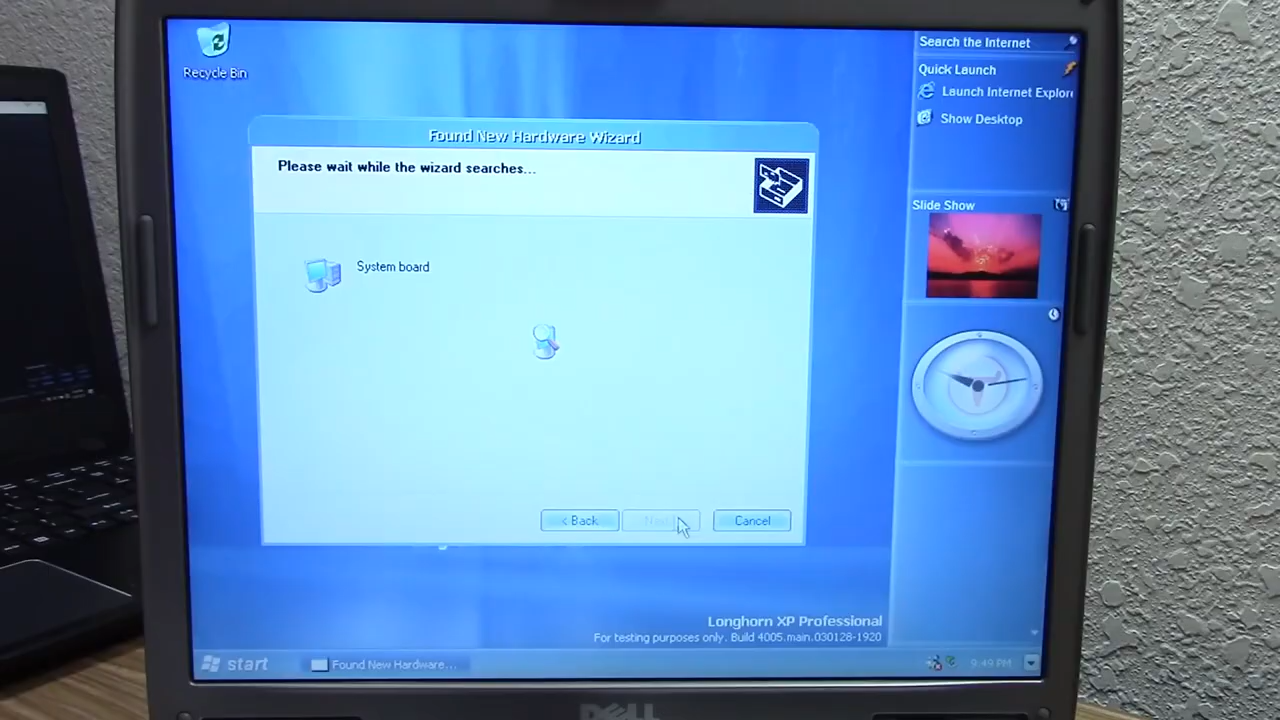 Recycle Bin
Found New Hardware Wizard
Please wait while the wizard searches...
System board
< Back
Next
Cancel
Search the Internet
Quick Launch
Launch Internet Explor
Show Desktop
Slide Show
Longhorn XP Professional
For testing purposes only. Build 4005.main.030128-1920
start
Found New Hardware...
9:49 PM
DELL